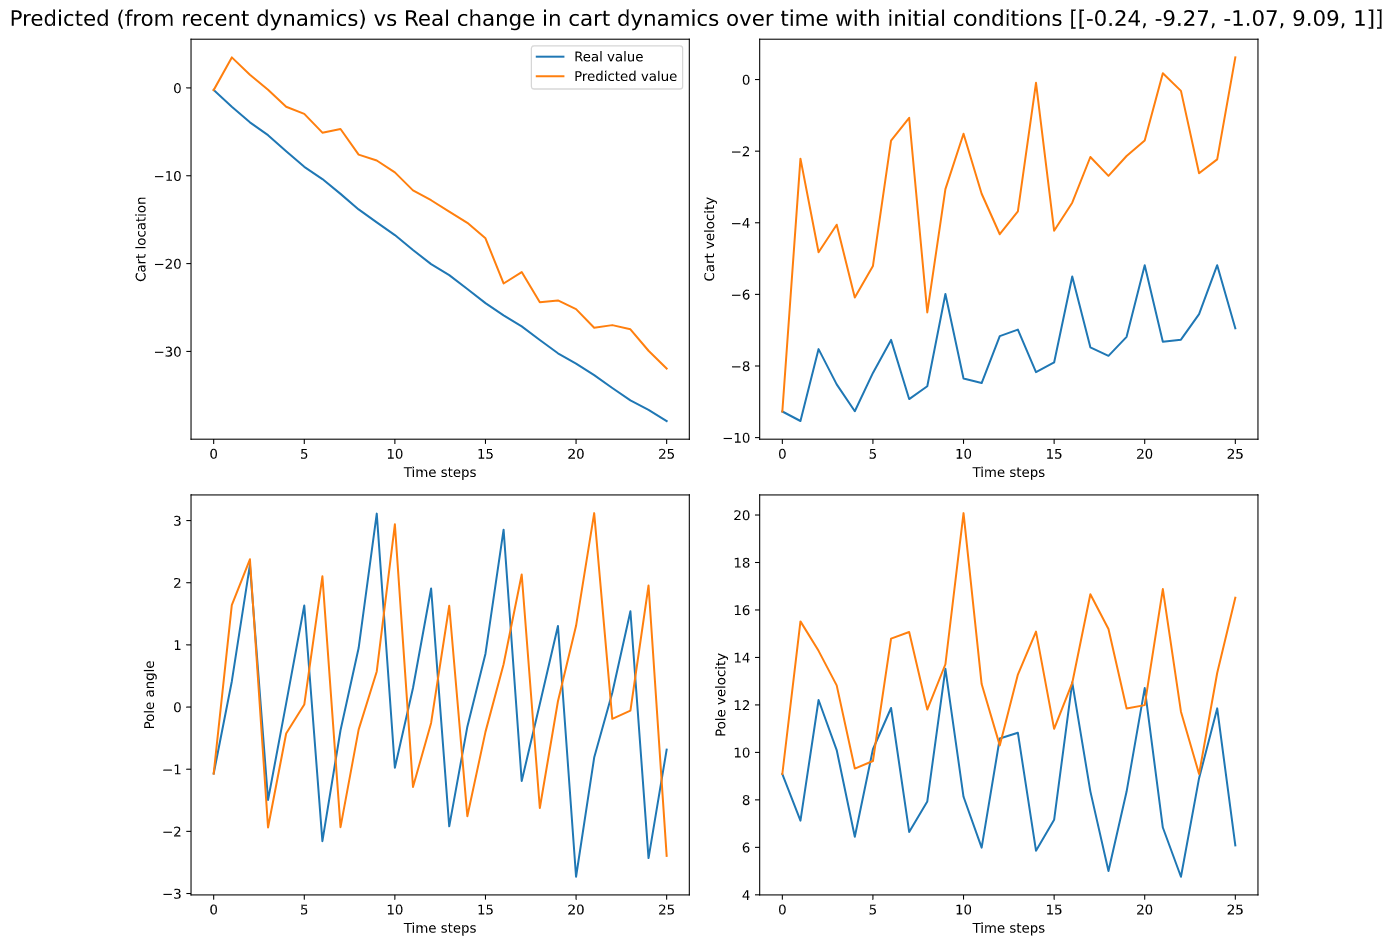 Predicted (from recent dynamics) vs Real change in cart dynamics over time with initial conditions [[-0.24, -9.27, -1.07, 9.09, 1]]
Real value
Predicted value
0
−10
−20
−30
Cart location
0 5 10 15 20 25
Time steps
0
−2
−4
−6
−8
−10
Cart velocity
0 5 10 15 20 25
Time steps
3
2
1
0
−1
−2
−3
Pole angle
0 5 10 15 20 25
Time steps
20
18
16
14
12
10
8
6
4
Pole velocity
0 5 10 15 20 25
Time steps